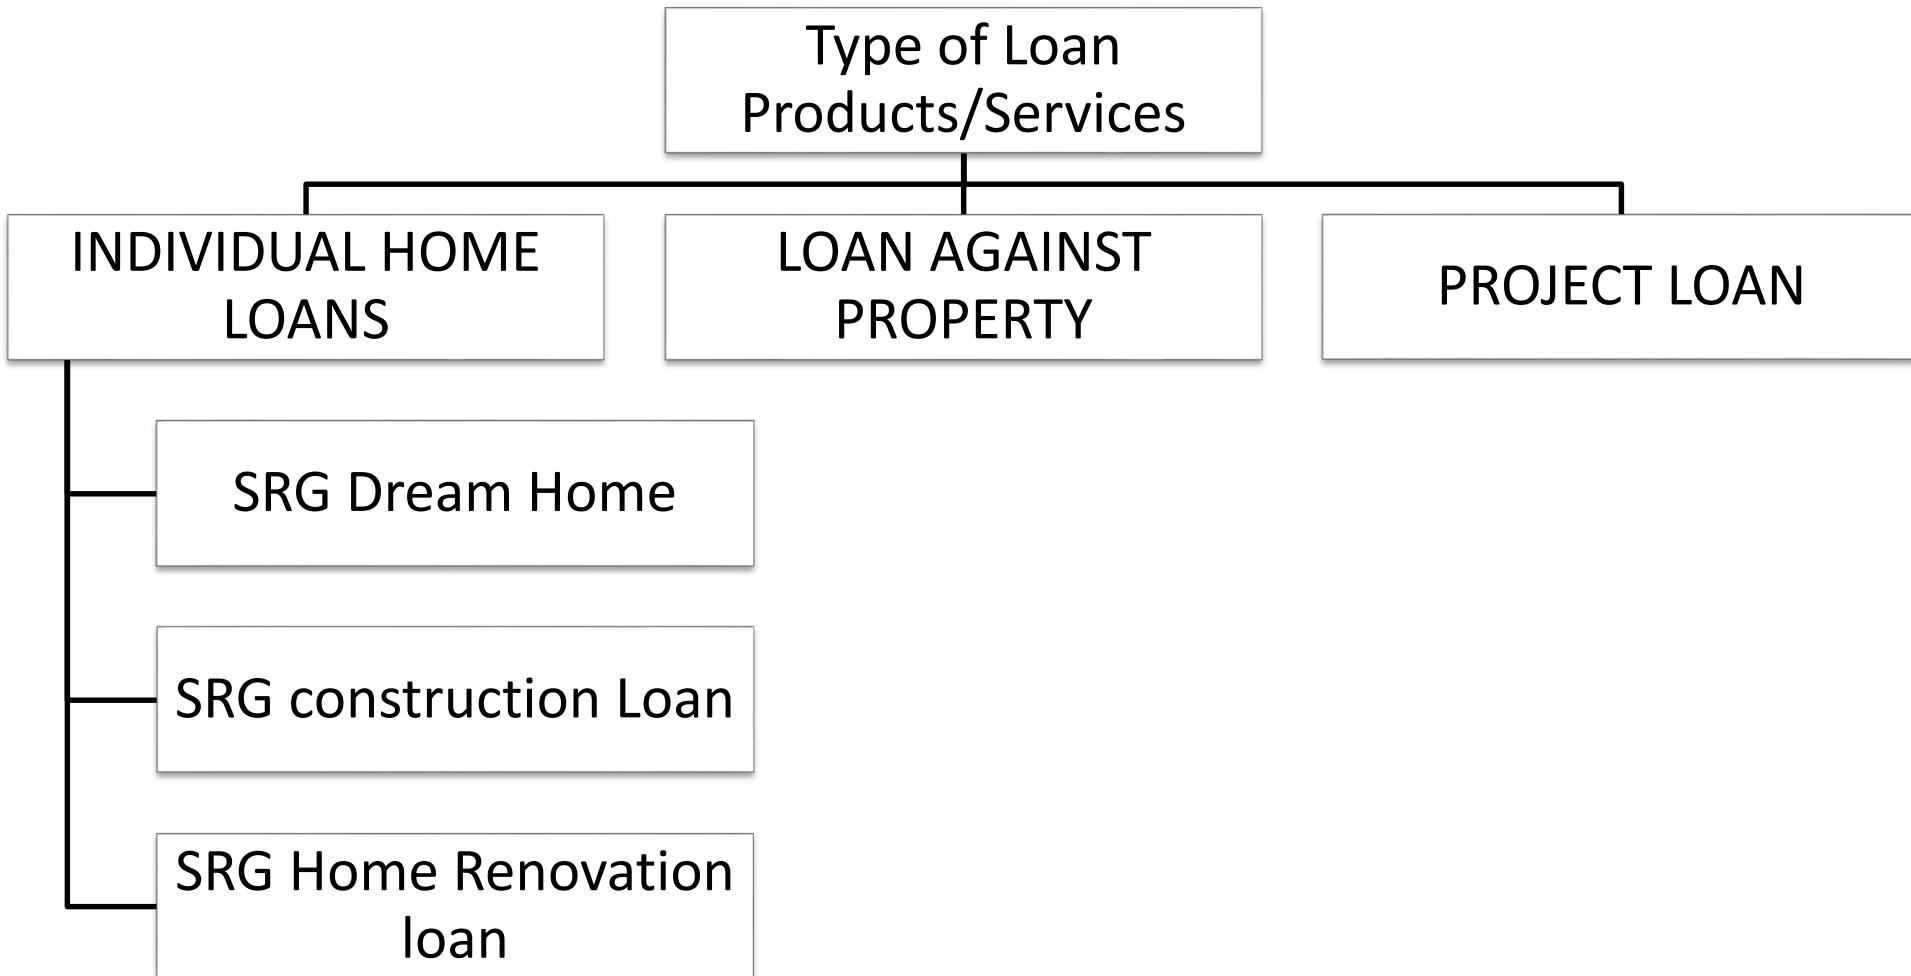 Type of Loan
Products/Services
INDIVIDUAL HOME
LOANS
LOAN AGAINST
PROPERTY
PROJECT LOAN
SRG Dream Home
SRG construction Loan
SRG Home Renovation
loan